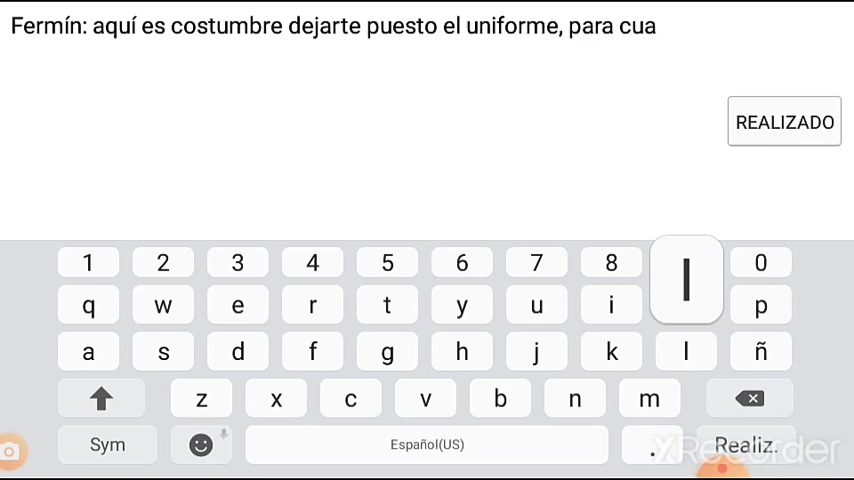 Fermín: aquí es costumbre dejarte puesto el uniforme, para cua
REALIZADO
1 2 3 4 5 6 7 8 0
q w e r t y u i l p
a s d f g h j k l ñ
z x c v b n m
Sym Español(US) . Realiz.
XRecorder